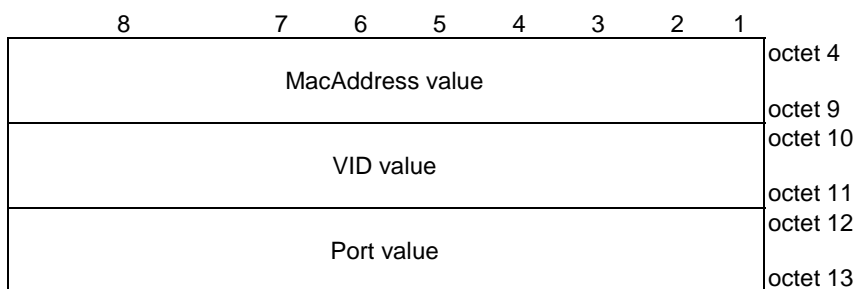 8 7 6 5 4 3 2 1
octet 4
MacAddress value
octet 9
octet 10
VID value
octet 11
octet 12
Port value
octet 13